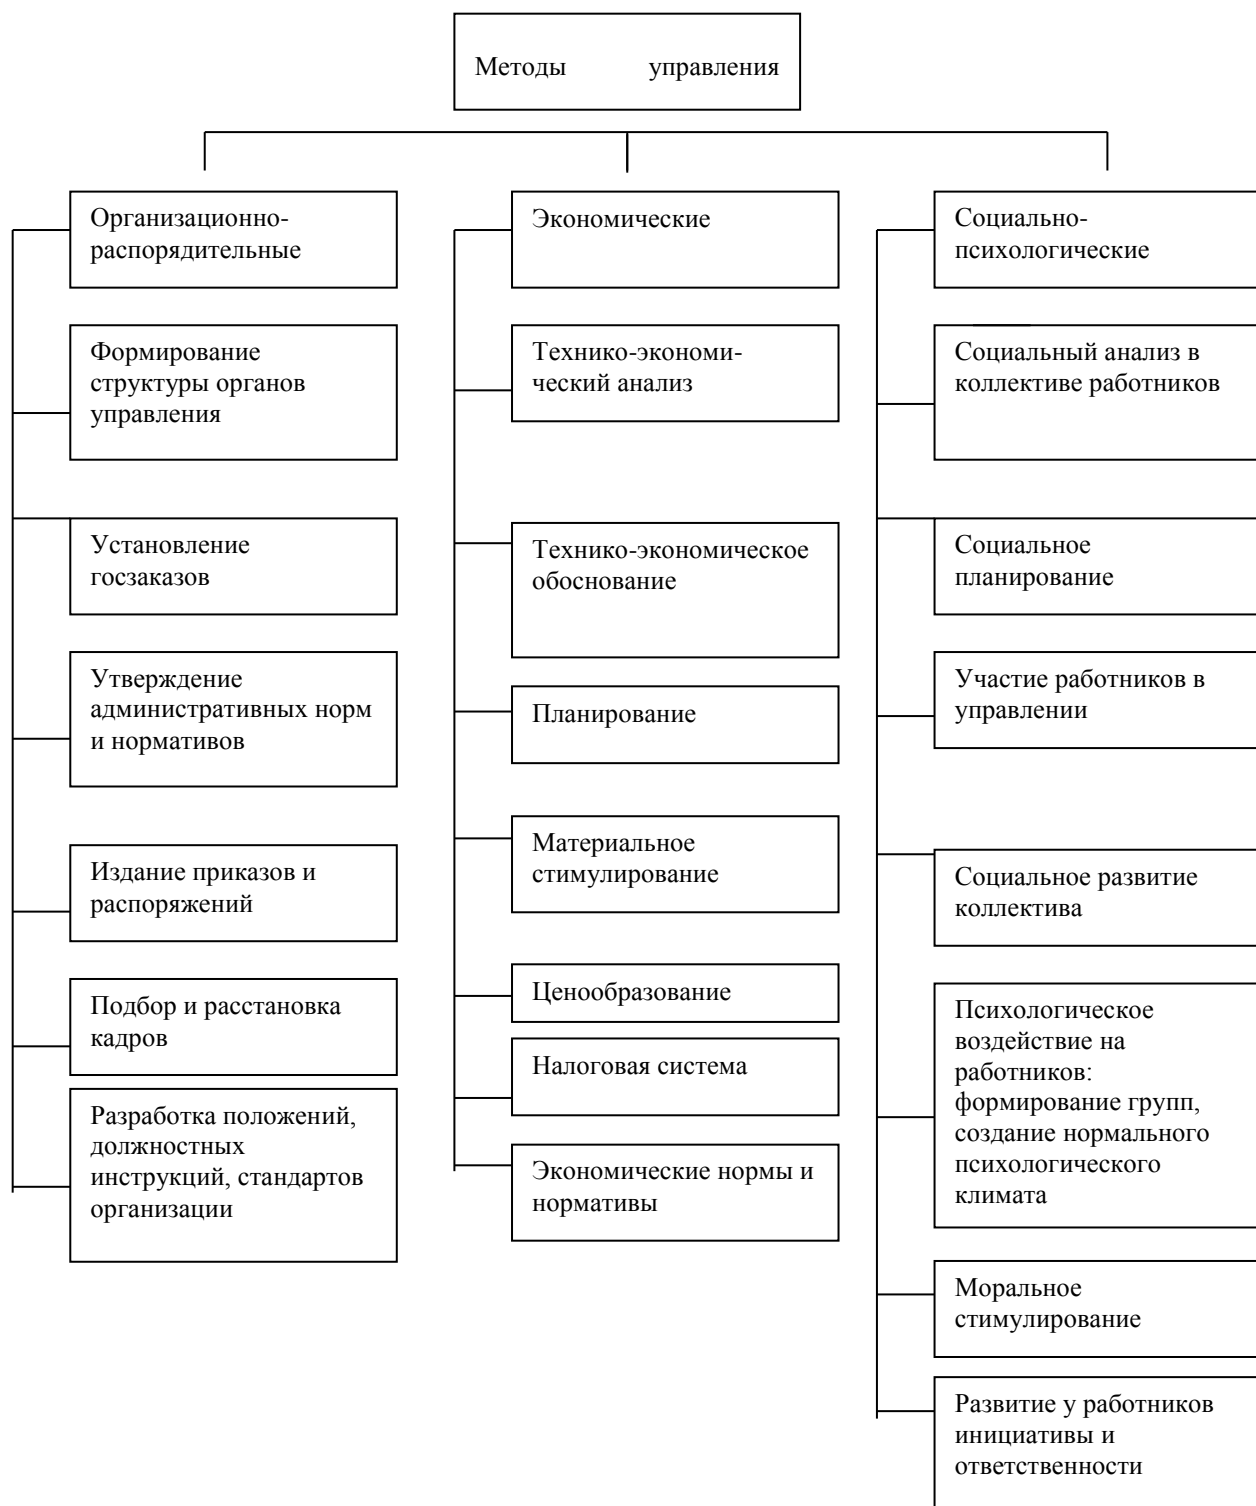 Методы управления
Организационно-
распорядительные
Формирование
структуры органов
управления
Установление
госзаказов
Утверждение
административных норм
и нормативов
Издание приказов и
распоряжений
Подбор и расстановка
кадров
Разработка положений,
должностных
инструкций, стандартов
организации
Экономические
Технико-экономи-
ческий анализ
Технико-экономическое
обоснование
Планирование
Материальное
стимулирование
Ценообразование
Налоговая система
Экономические нормы и
нормативы
Социально-
психологические
Социальный анализ в
коллективе работников
Социальное
планирование
Участие работников в
управлении
Социальное развитие
коллектива
Психологическое
воздействие на
работников:
формирование групп,
создание нормального
психологического
климата
Моральное
стимулирование
Развитие у работников
инициативы и
ответственности